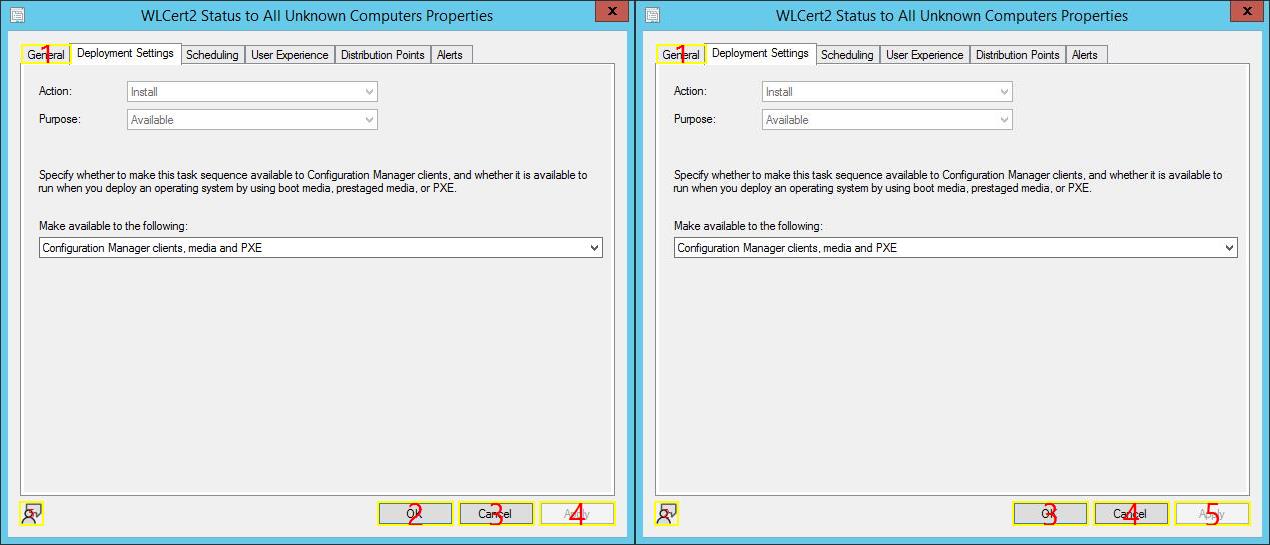 WLCert2 Status to All Unknown Computers Properties
x
1
General
Deployment Settings
Scheduling
User Experience
Distribution Points
Alerts
Action:
Install
Purpose:
Available
Specify whether to make this task sequence available to Configuration Manager clients, and whether it is available to
run when you deploy an operating system by using boot media, prestaged media, or PXE.
Make available to the following:
Configuration Manager clients, media and PXE
5
OK
2
Cancel
3
Apply
4
WLCert2 Status to All Unknown Computers Properties
x
1
General
Deployment Settings
Scheduling
User Experience
Distribution Points
Alerts
Action:
Install
Purpose:
Available
Specify whether to make this task sequence available to Configuration Manager clients, and whether it is available to
run when you deploy an operating system by using boot media, prestaged media, or PXE.
Make available to the following:
Configuration Manager clients, media and PXE
2
OK
3
Cancel
4
Apply
5